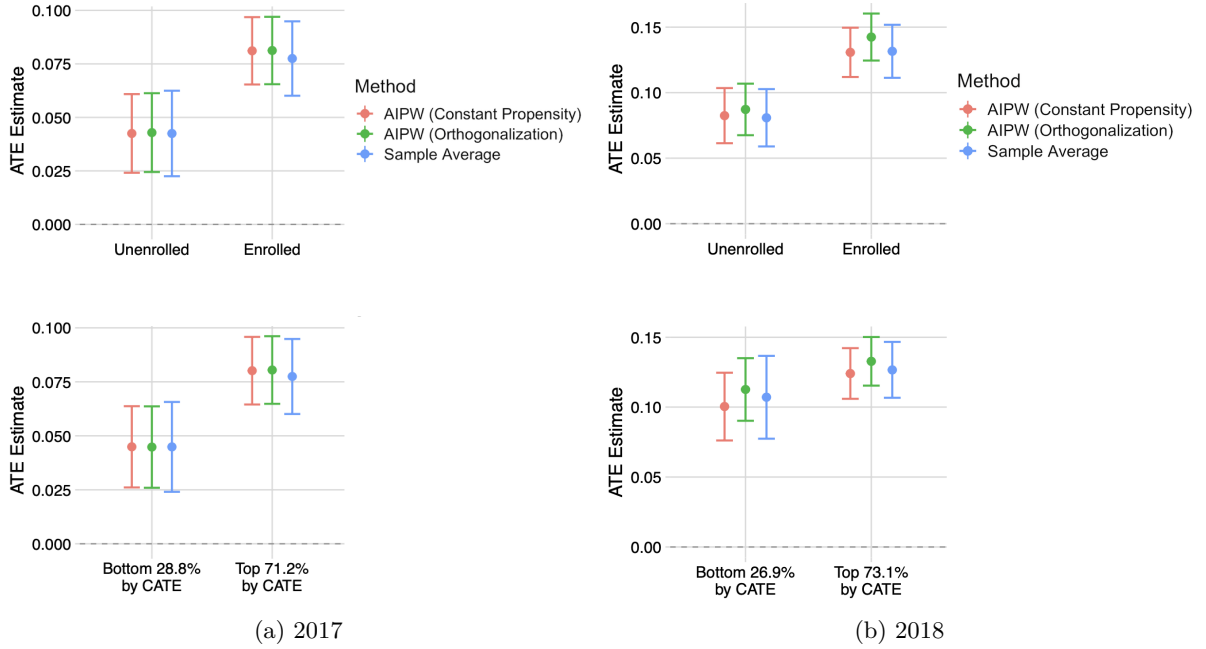 0.100
0.075
0.050
0.025
0.000
ATE Estimate
Unenrolled
Enrolled
Method
AIPW (Constant Propensity)
AIPW (Orthogonalization)
Sample Average
0.15
0.10
0.05
0.00
ATE Estimate
Unenrolled
Enrolled
Method
AIPW (Constant Propensity)
AIPW (Orthogonalization)
Sample Average
0.100
0.075
0.050
0.025
0.000
ATE Estimate
Bottom 28.8%
by CATE
Top 71.2%
by CATE
0.15
0.10
0.05
0.00
ATE Estimate
Bottom 26.9%
by CATE
Top 73.1%
by CATE
(a) 2017
(b) 2018